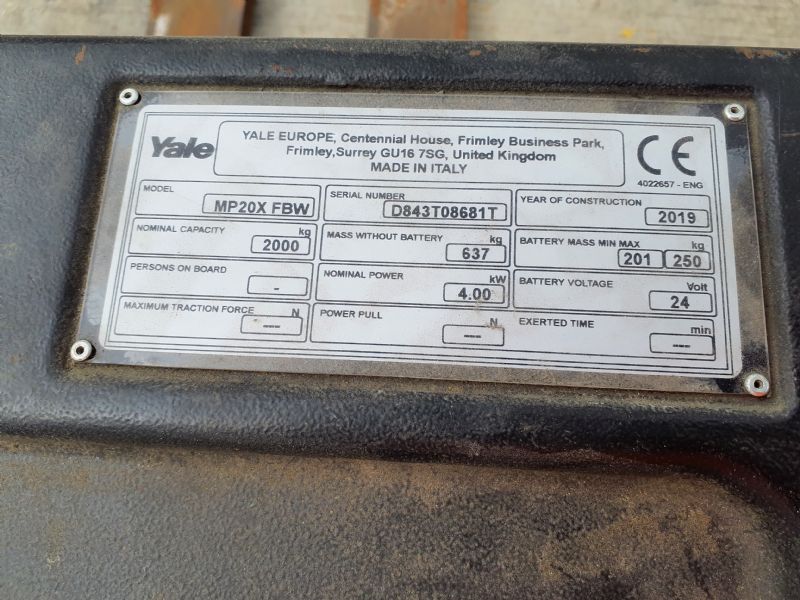 Yale
YALE EUROPE, Centennial House, Frimley Business Park,
Frimley,Surrey GU16 7SG, United Kingdom
MADE IN ITALY
CE
4022657 - ENG
MODEL MP20X FBW
SERIAL NUMBER D843T08681T
YEAR OF CONSTRUCTION 2019
NOMINAL CAPACITY kg 2000
MASS WITHOUT BATTERY kg 637
BATTERY MASS MIN MAX kg 201 250
PERSONS ON BOARD -
NOMINAL POWER kW 4.00
BATTERY VOLTAGE Volt 24
MAXIMUM TRACTION FORCE N ---
POWER PULL N ---
EXERTED TIME min ---